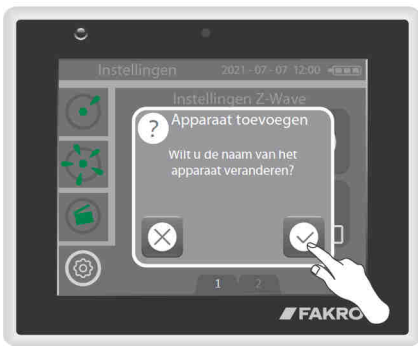 Instellingen 2021-07-07 12:00
Instellingen Z-Wave
?
Apparaat toevoegen
Wilt u de naam van het
apparaat veranderen?
1 2
FAKRO